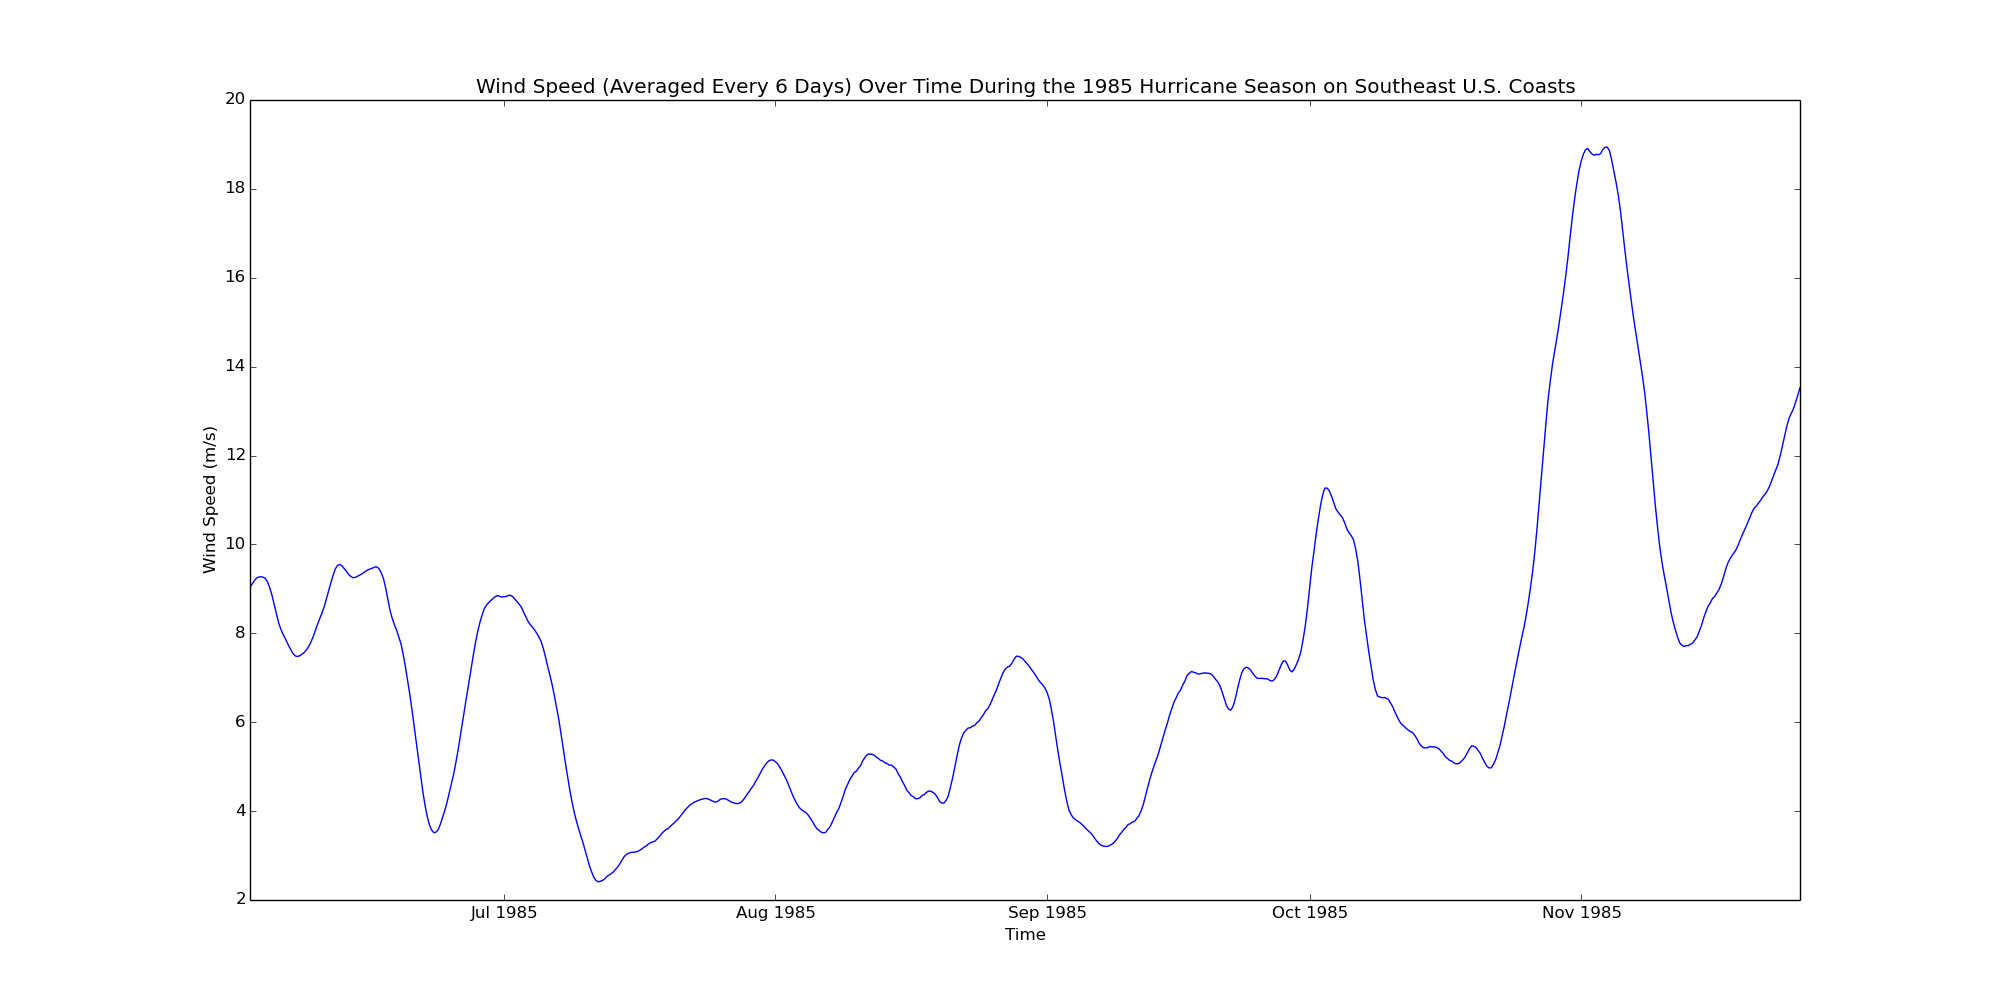 Wind Speed (Averaged Every 6 Days) Over Time During the 1985 Hurricane Season on Southeast U.S. Coasts
20
18
16
14
12
10
8
6
4
2
Wind Speed (m/s)
Jul 1985
Aug 1985
Sep 1985
Oct 1985
Nov 1985
Time